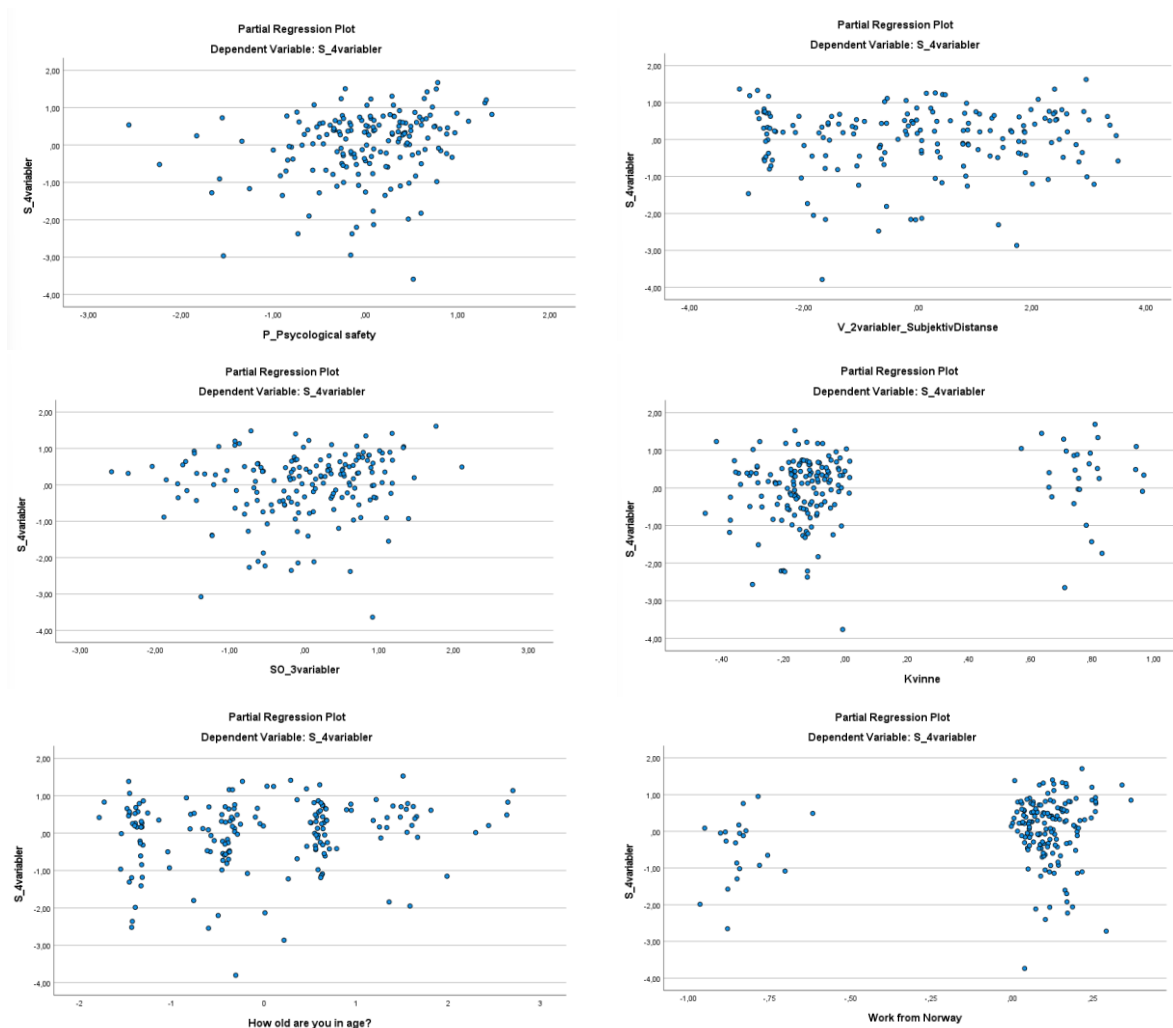 Partial Regression Plot
Dependent Variable: S_4variabler
2,00
1,00
,00
-1,00
-2,00
-3,00
-4,00
S_4variabler
-3,00 -2,00 -1,00 ,00 1,00 2,00
P_Psycological safety
Partial Regression Plot
Dependent Variable: S_4variabler
2,00
1,00
,00
-1,00
-2,00
-3,00
-4,00
S_4variabler
-4,00 -2,00 ,00 2,00 4,00
V_2variabler_SubjektivDistanse
Partial Regression Plot
Dependent Variable: S_4variabler
2,00
1,00
,00
-1,00
-2,00
-3,00
-4,00
S_4variabler
-3,00 -2,00 -1,00 ,00 1,00 2,00 3,00
SO_3variabler
Partial Regression Plot
Dependent Variable: S_4variabler
2,00
1,00
,00
-1,00
-2,00
-3,00
-4,00
S_4variabler
-,40 -,20 ,00 ,20 ,40 ,60 ,80 1,00
Kvinne
Partial Regression Plot
Dependent Variable: S_4variabler
2,00
1,00
,00
-1,00
-2,00
-3,00
-4,00
S_4variabler
-2 -1 0 1 2 3
How old are you in age?
Partial Regression Plot
Dependent Variable: S_4variabler
2,00
1,00
,00
-1,00
-2,00
-3,00
-4,00
S_4variabler
-1,00 -,75 -,50 -,25 ,00 ,25
Work from Norway